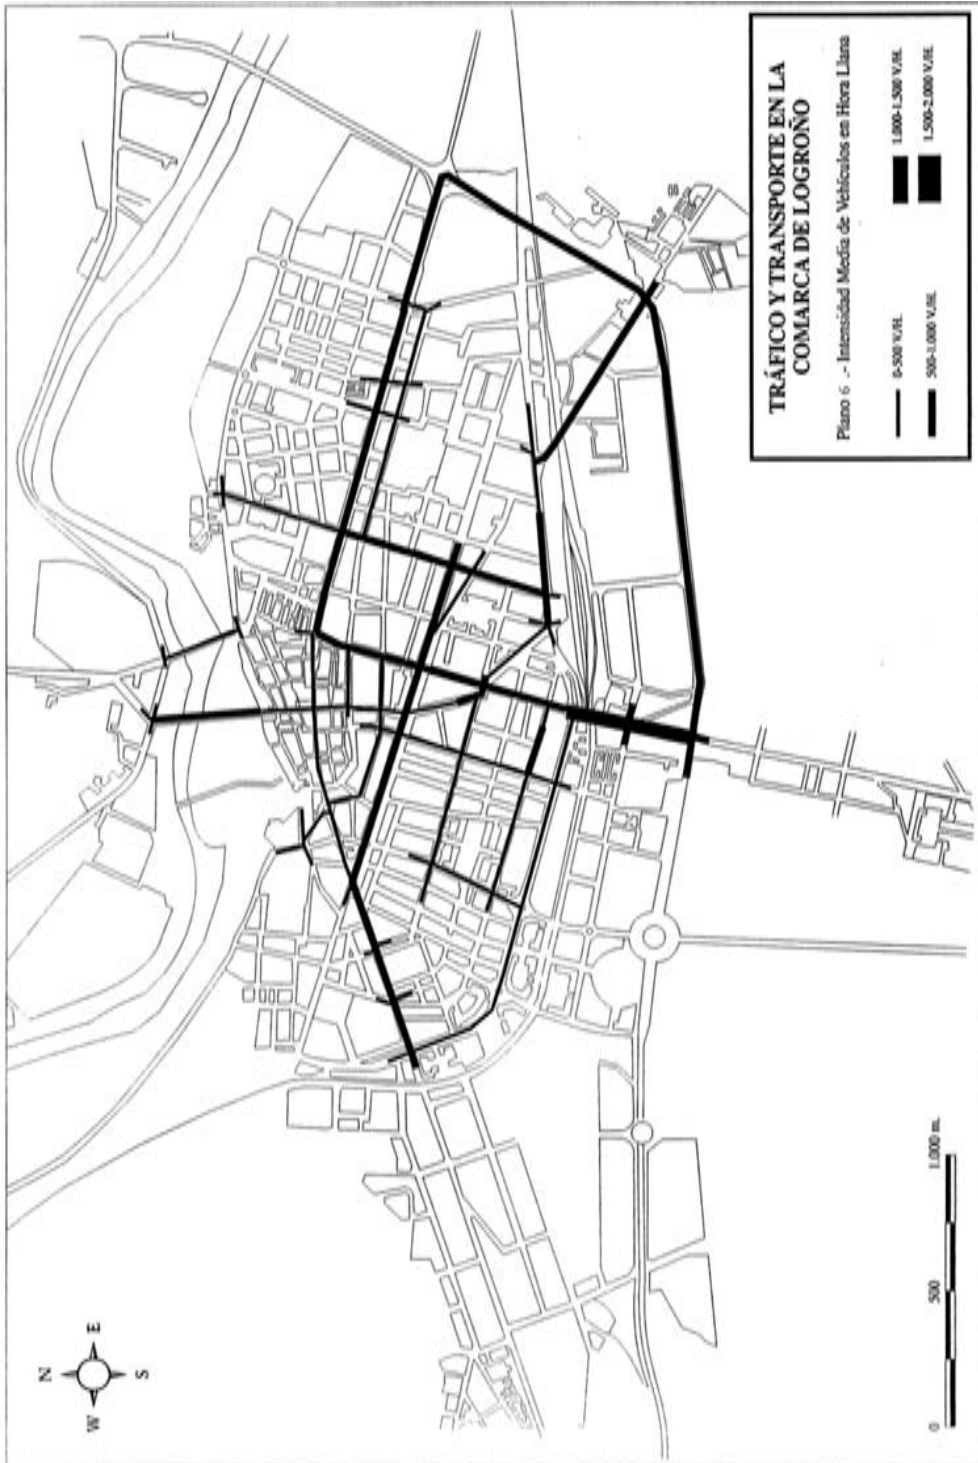 TRÁFICO Y TRANSPORTE EN LA
COMARCA DE LOGROÑO
Plano 6 .- Intensidad Media de Vehículos en Hora Llana
0-500 V./H.
1.000-1.500 V./H.
500-1.000 V./H.
1.500-2.000 V./H.
N
W
E
S
0
500
1.000 m.